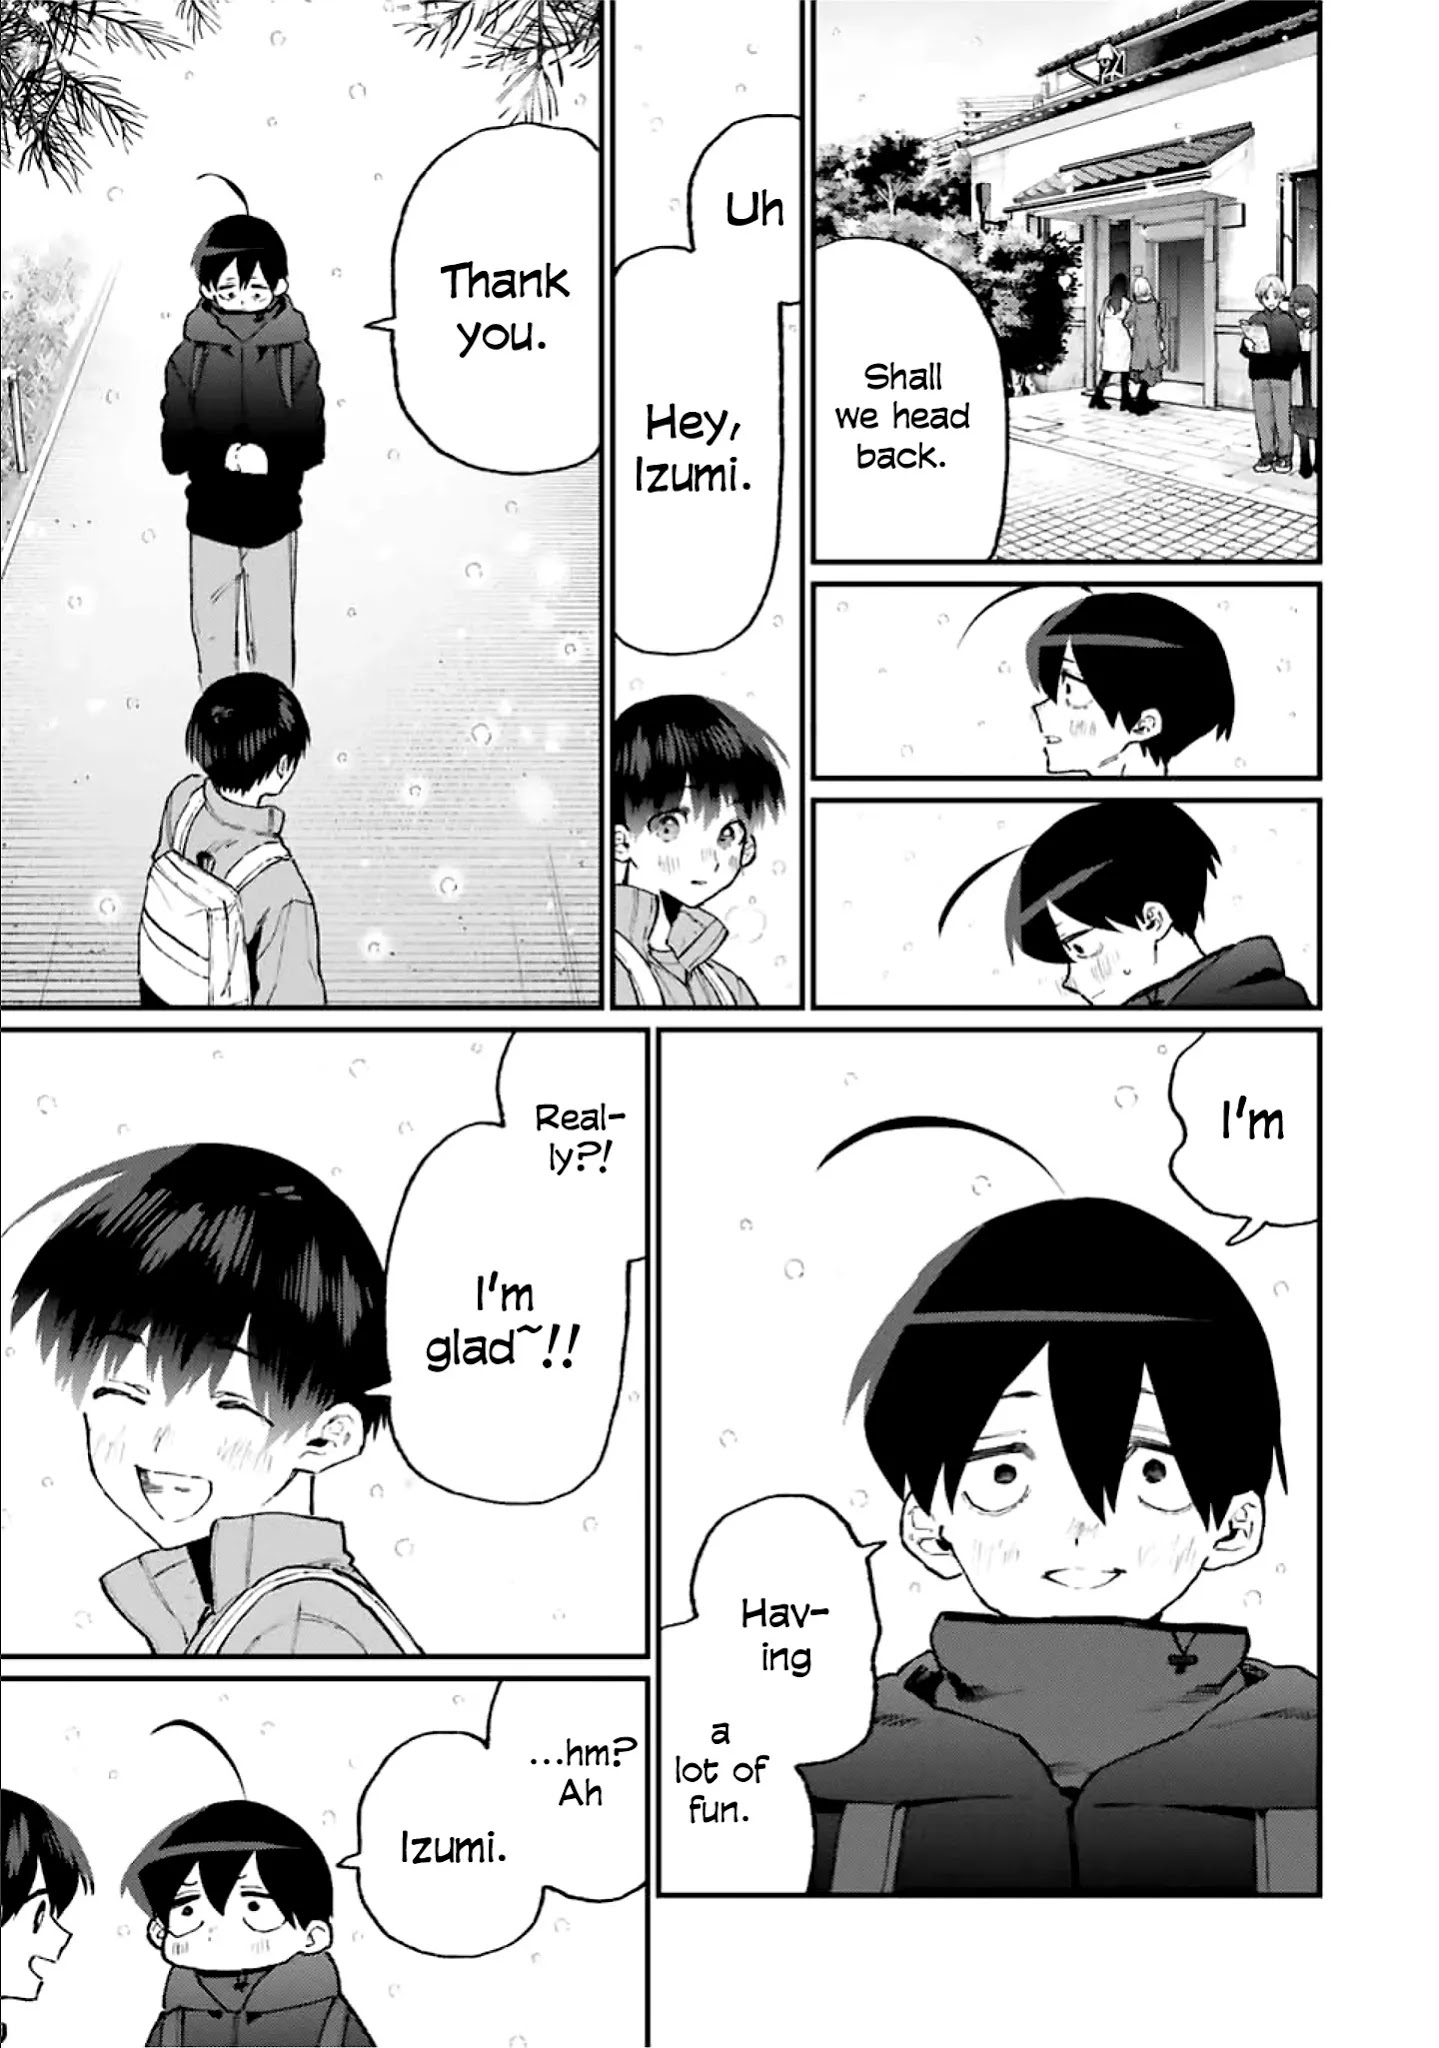 Shall
we head
back.
Uh
Hey,
Izumi.
Thank
you.
I'm
Hav-
ing
a
lot of
fun.
Real-
ly?!
I'm
glad~!!
...hm?
Ah
Izumi.